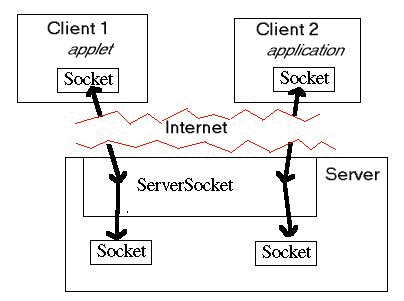 Client 1
applet
Socket
Client 2
application
Socket
Internet
Server
ServerSocket
Socket
Socket